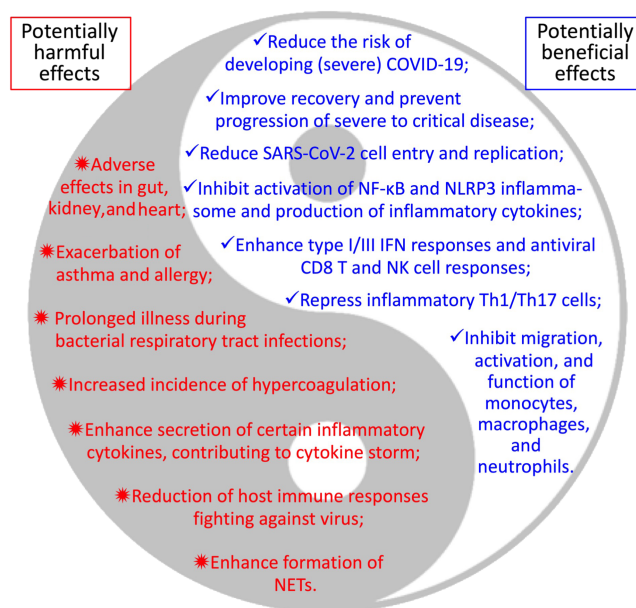 Potentially
harmful
effects
Potentially
beneficial
effects
✓Reduce the risk of
developing (severe) COVID-19;
✓Improve recovery and prevent
progression of severe to critical disease;
✓Reduce SARS-CoV-2 cell entry and replication;
✓Inhibit activation of NF-κB and NLRP3 inflamma-
some and production of inflammatory cytokines;
✓Enhance type I/III IFN responses and antiviral
CD8 T and NK cell responses;
✓Repress inflammatory Th1/Th17 cells;
✓Inhibit migration,
activation, and
function of
monocytes,
macrophages,
and
neutrophils.
✹Adverse
effects in gut,
kidney,and heart;
✹Exacerbation of
asthma and allergy;
✹Prolonged illness during
bacterial respiratory tract infections;
✹Increased incidence of hypercoagulation;
✹Enhance secretion of certain inflammatory
cytokines, contributing to cytokine storm;
✹Reduction of host immune responses
fighting against virus;
✹Enhance formation of
NETs.